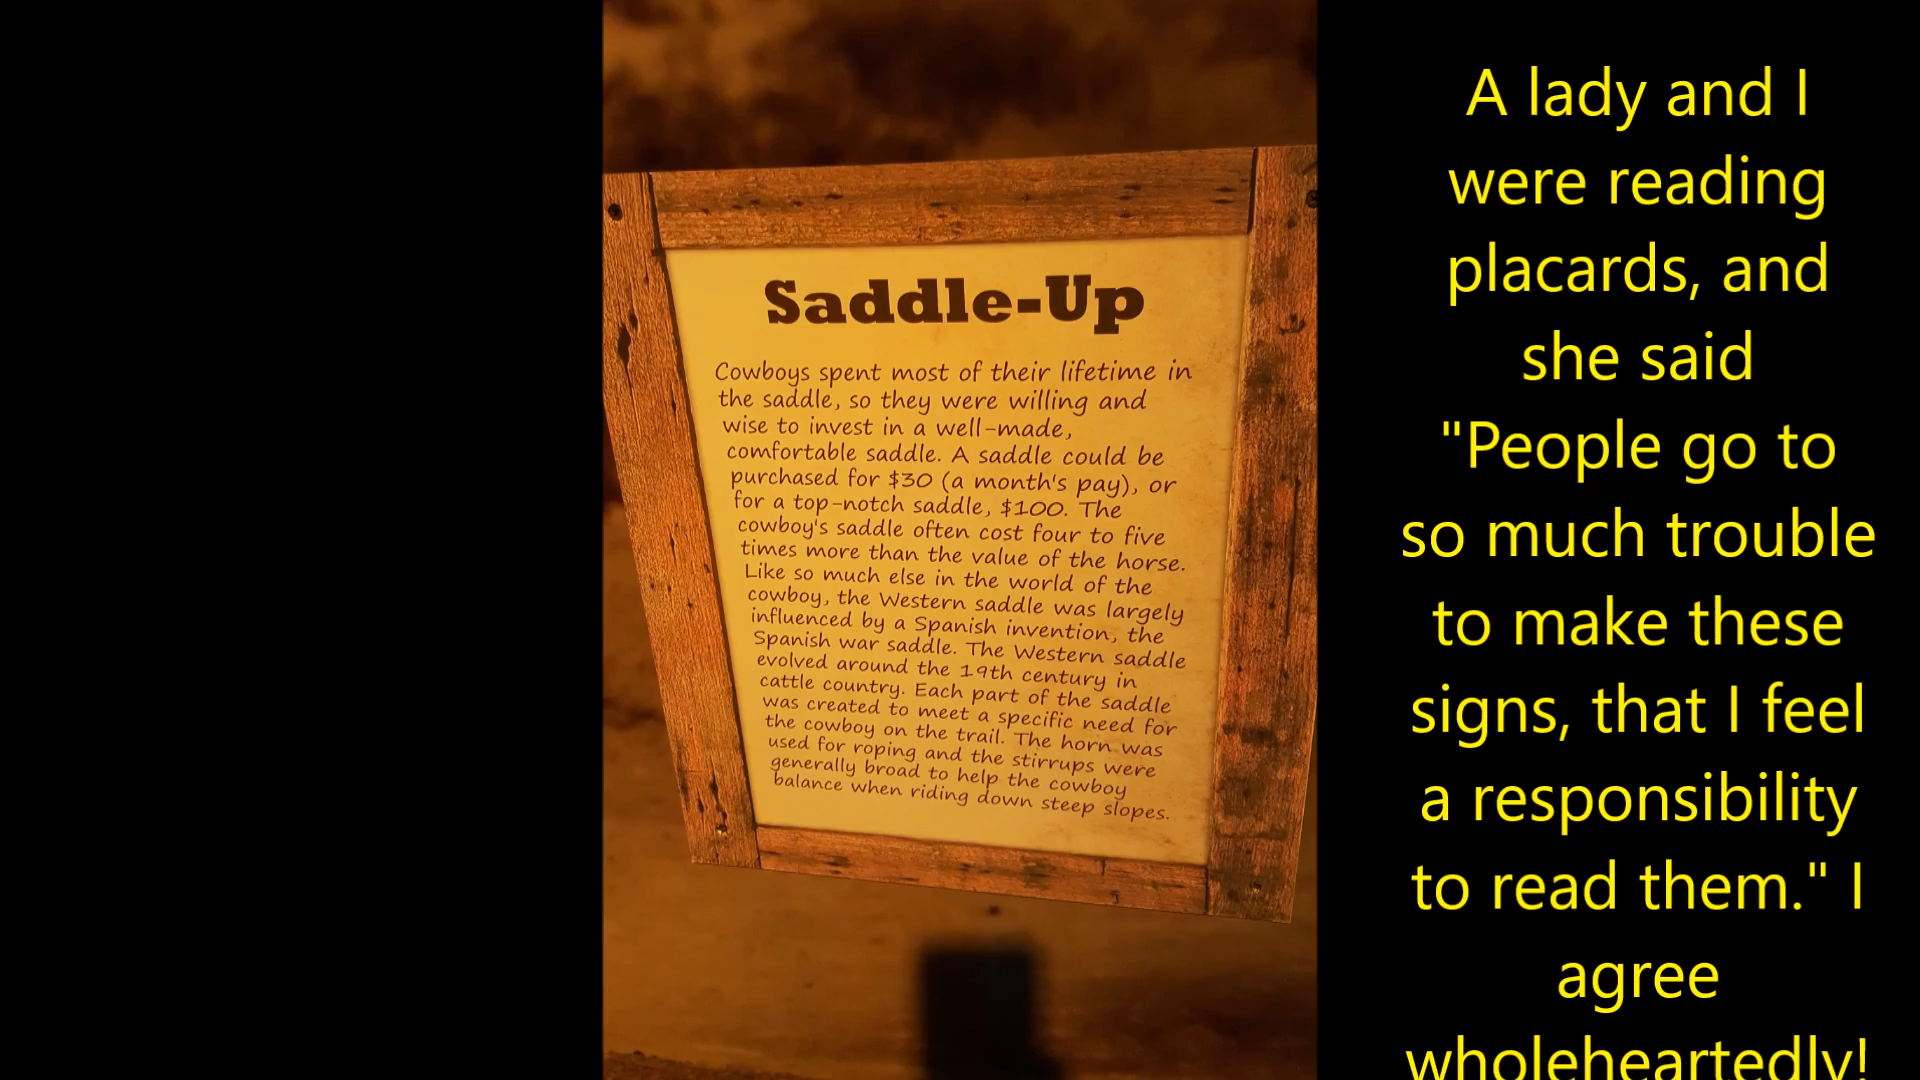 Saddle-Up
Cowboys spent most of their lifetime in
the saddle, so they were willing and
wise to invest in a well-made,
comfortable saddle. A saddle could be
purchased for $30 (a month's pay), or
for a top-notch saddle, $100. The
cowboy's saddle often cost four to five
times more than the value of the horse.
Like so much else in the world of the
cowboy, the Western saddle was largely
influenced by a Spanish invention, the
Spanish war saddle. The Western saddle
evolved around the 19th century in
cattle country. Each part of the saddle
was created to meet a specific need for
the cowboy on the trail. The horn was
used for roping and the stirrups were
generally broad to help the cowboy
balance when riding down steep slopes.
A lady and I
were reading
placards, and
she said
"People go to
so much trouble
to make these
signs, that I feel
a responsibility
to read them." I
agree
wholeheartedly!